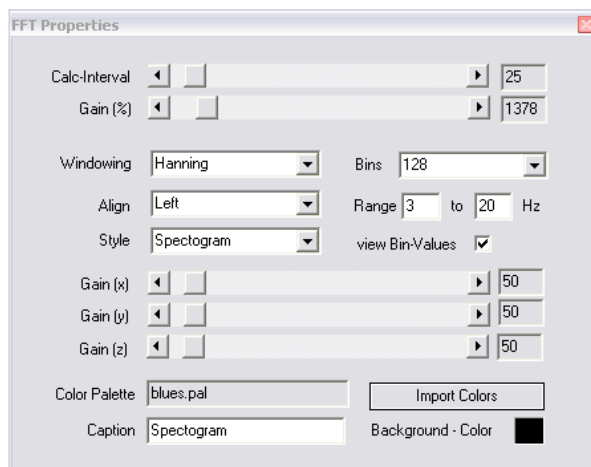 FFT Properties
Calc-Interval 25
Gain (%) 1378
Windowing Hanning Bins 128
Align Left Range 3 to 20 Hz
Style Spectogram view Bin-Values
Gain (x) 50
Gain (y) 50
Gain (z) 50
Color Palette blues.pal Import Colors
Caption Spectogram Background - Color